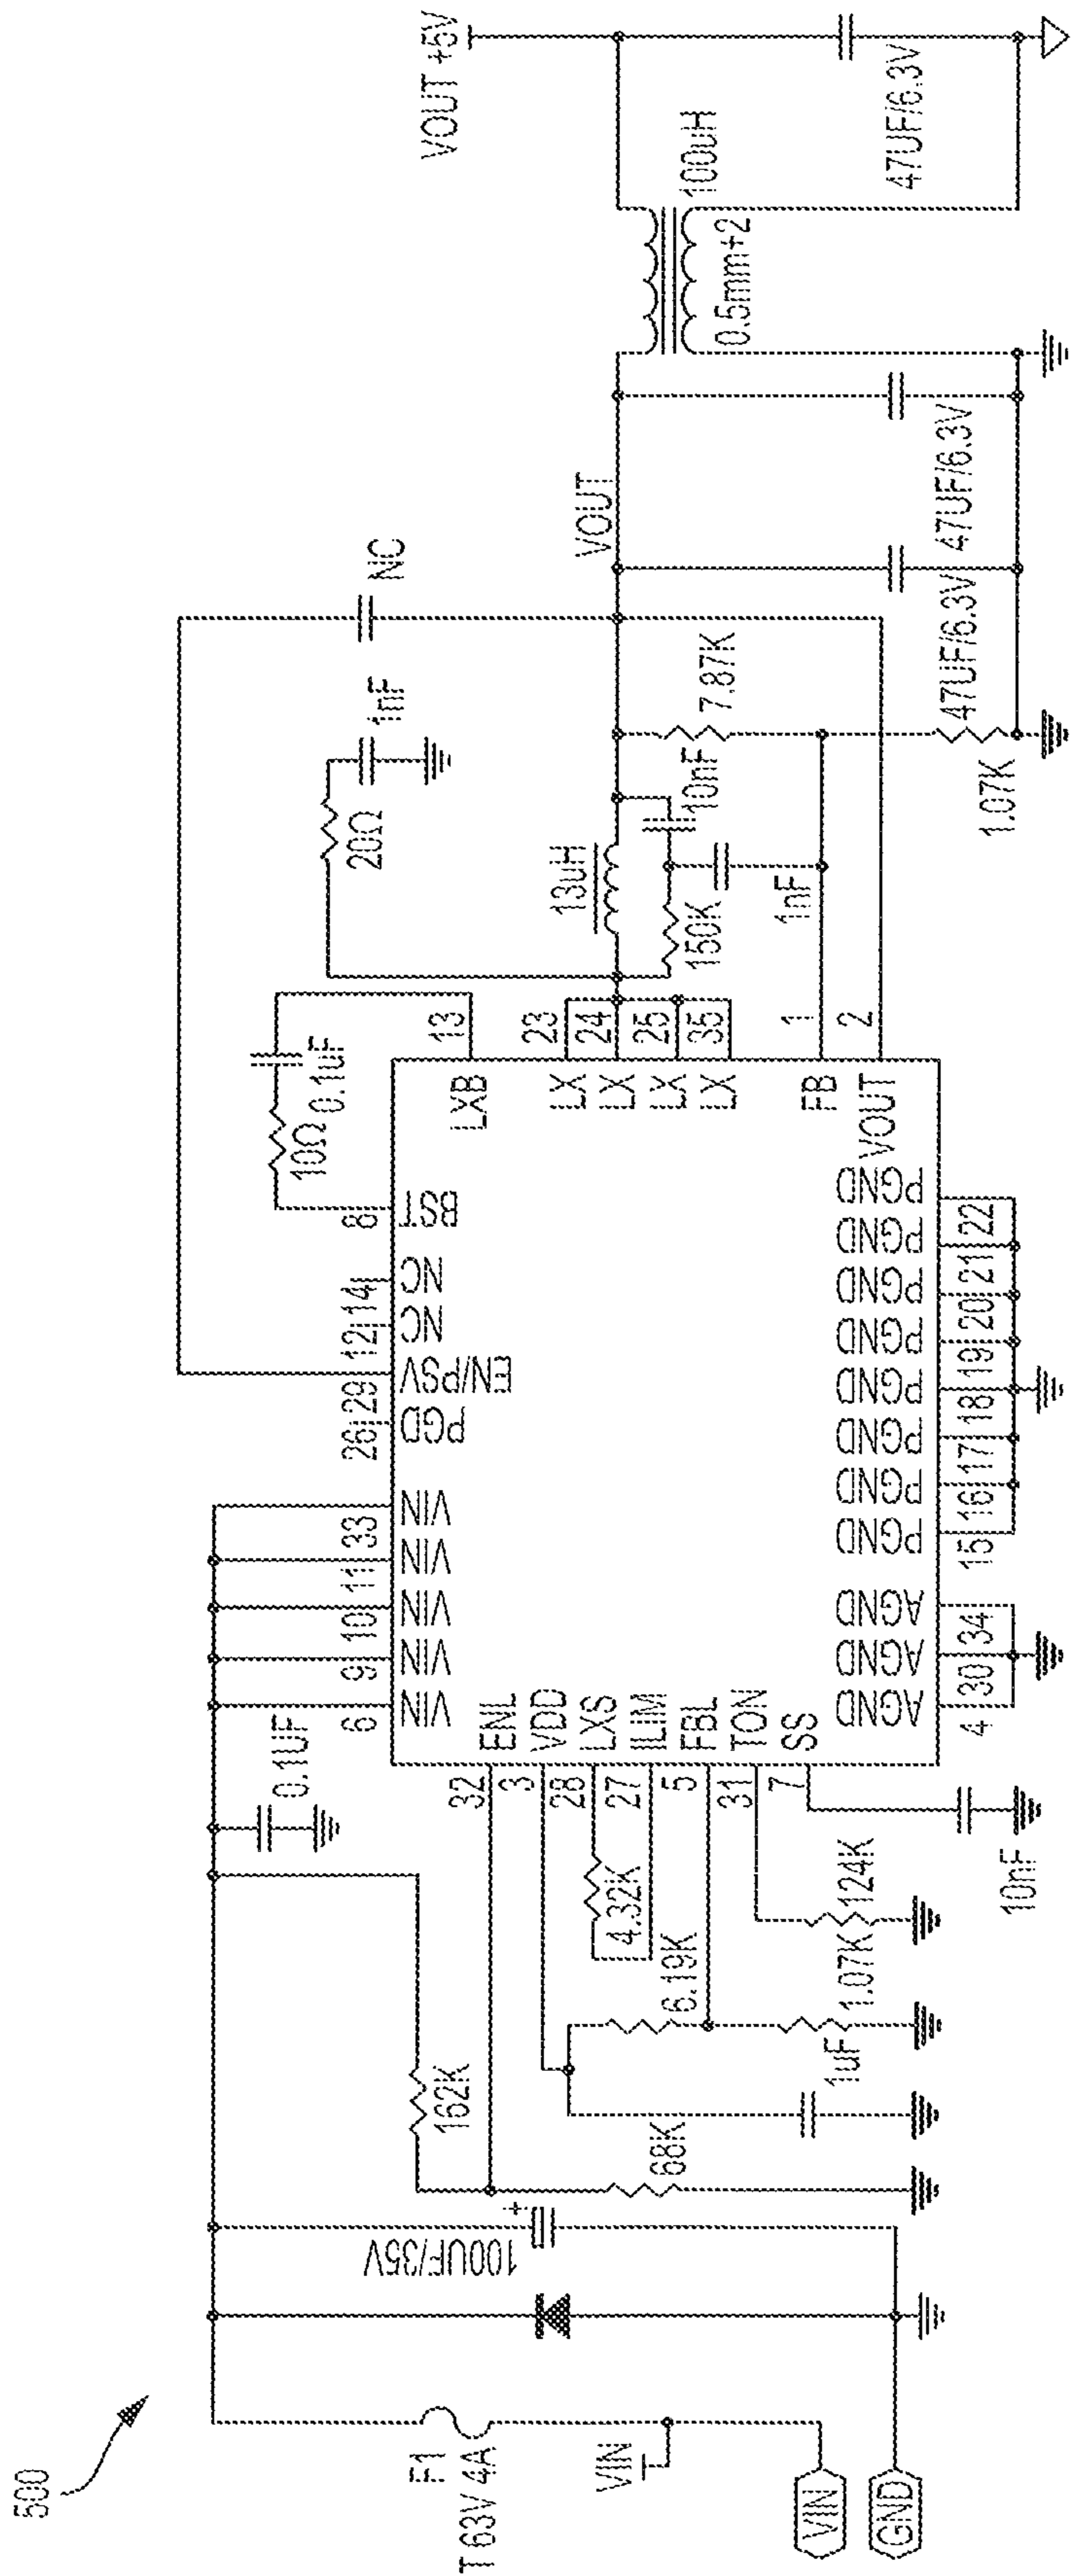 500
F1
T 63V 4A
VIN
VIN
GND
100UF/35V
162K
68K
0.1UF
1uF
6.19K
1.07K
4.32K
124K
10nF
6
9
10
11
33
26
29
12
14
8
VIN
VIN
VIN
VIN
VIN
PGD
EN/PSV
NC
NC
BST
32
3
28
27
5
31
7
ENL
VDD
LXS
ILIM
FBL
TON
SS
AGND
AGND
AGND
PGND
PGND
PGND
PGND
PGND
PGND
PGND
PGND
4
30
34
15
16
17
18
19
20
21
22
LXB
LX
LX
LX
LX
FB
VOUT
13
23
24
25
35
1
2
10Ω
0.1uF
20Ω
1nF
NC
13uH
150K
10nF
1nF
7.87K
1.07K
VOUT
47UF/6.3V
47UF/6.3V
100uH
0.5mm+2
VOUT +5V
47UF/6.3V